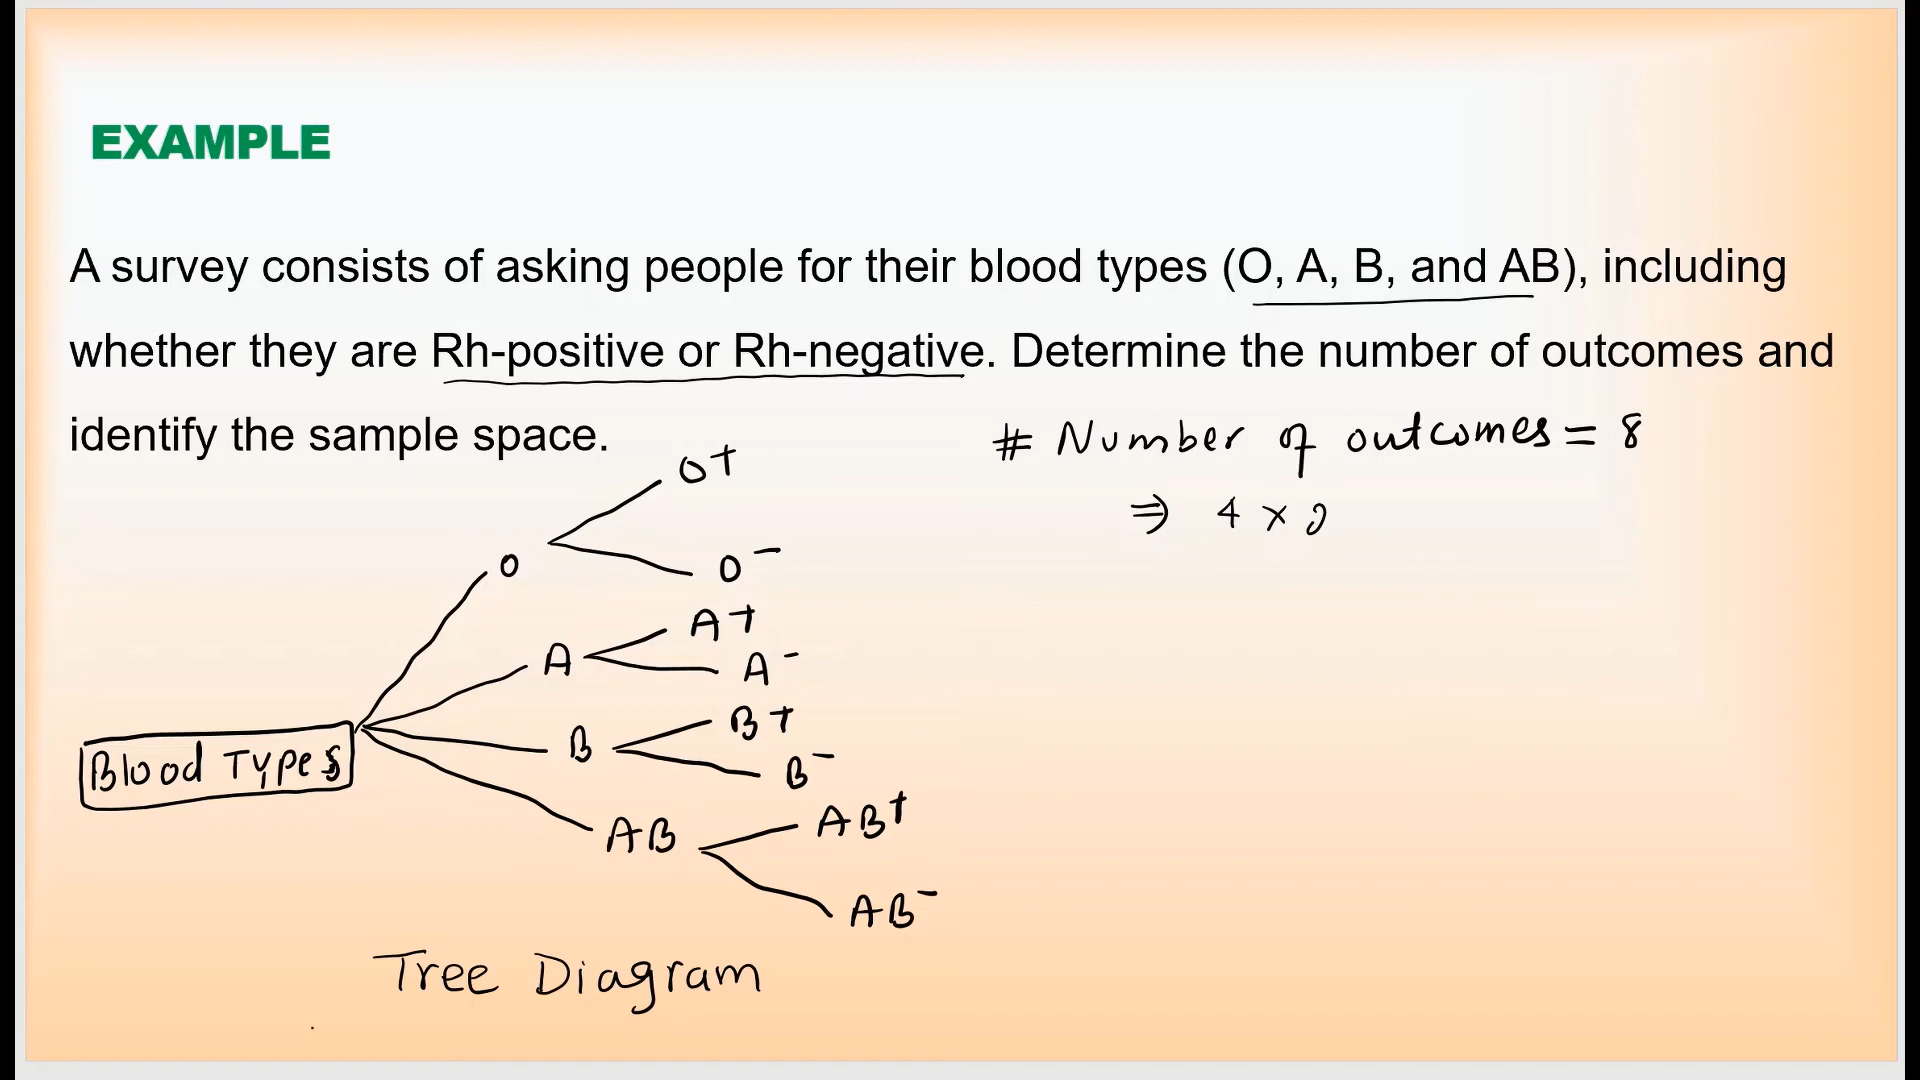 EXAMPLE
A survey consists of asking people for their blood types (O, A, B, and AB), including
whether they are Rh-positive or Rh-negative. Determine the number of outcomes and
identify the sample space.
# Number of outcomes = 8
⇒ 4 ×
O+
O
O-
A+
A
A-
B+
Blood Types
B
B-
AB+
AB
AB-
Tree Diagram